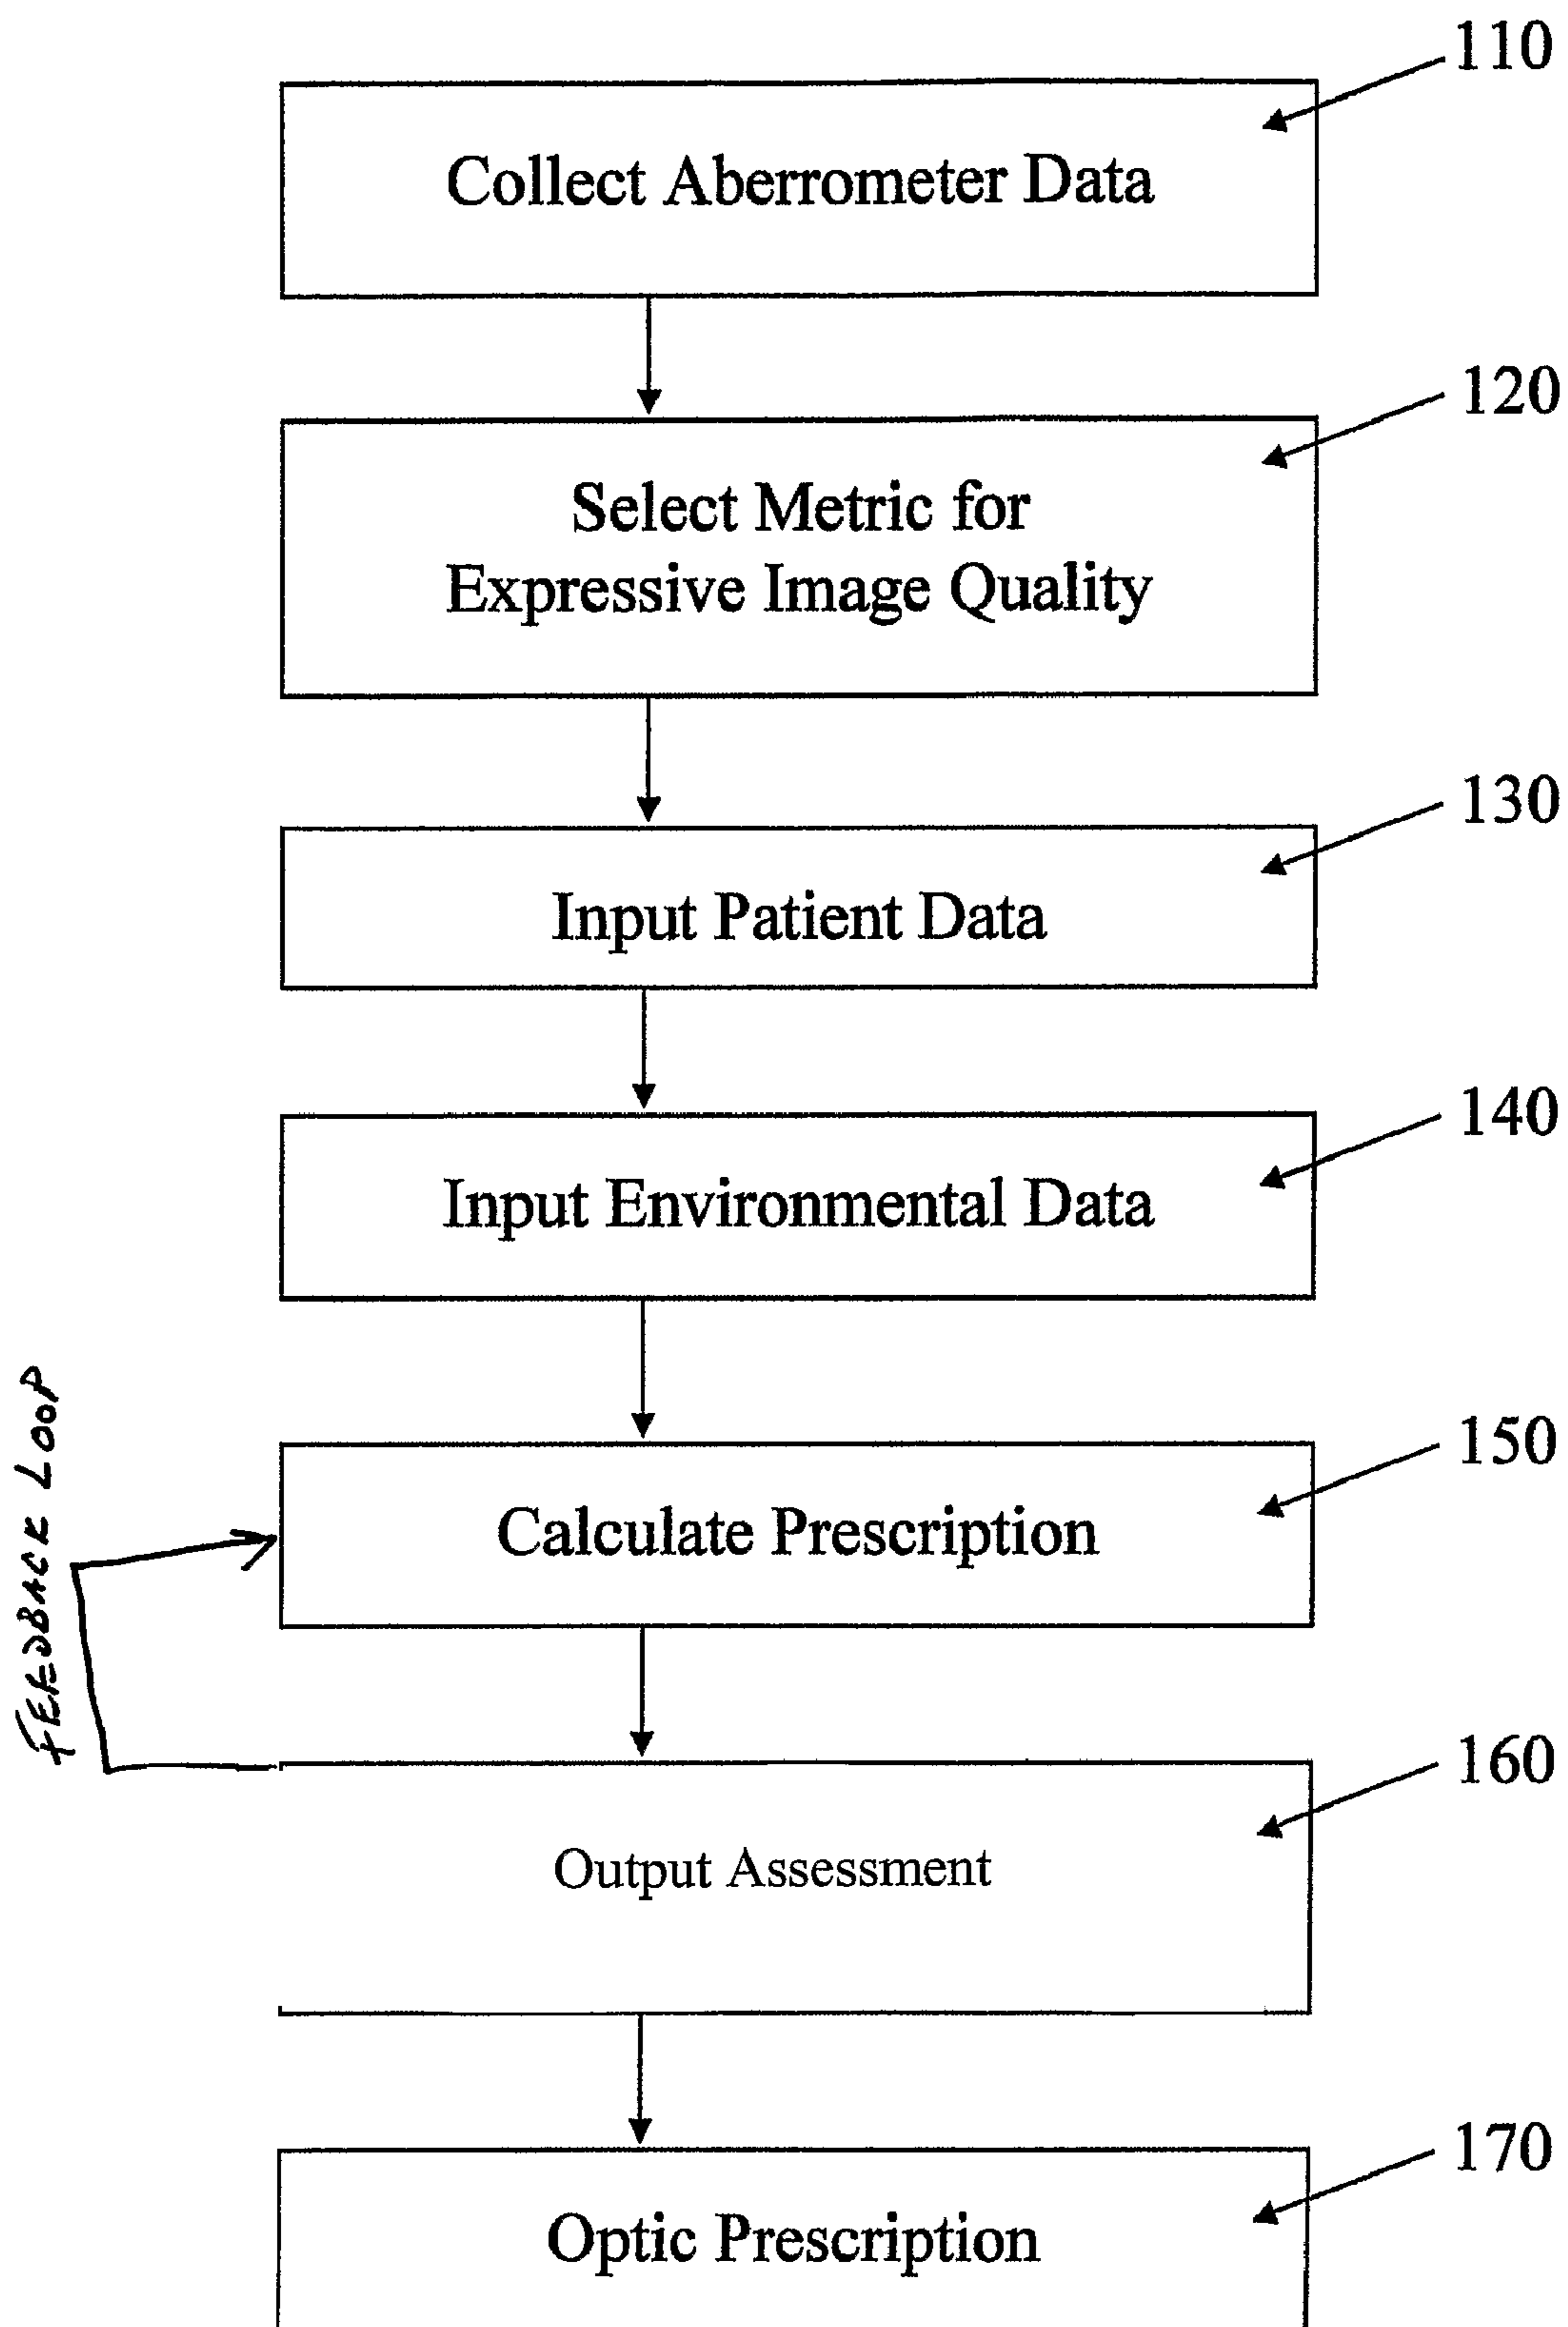 110
Collect Aberrometer Data
120
Select Metric for
Expressive Image Quality
130
Input Patient Data
140
Input Environmental Data
150
Calculate Prescription
FEEDBACK LOOP
160
Output Assessment
170
Optic Prescription